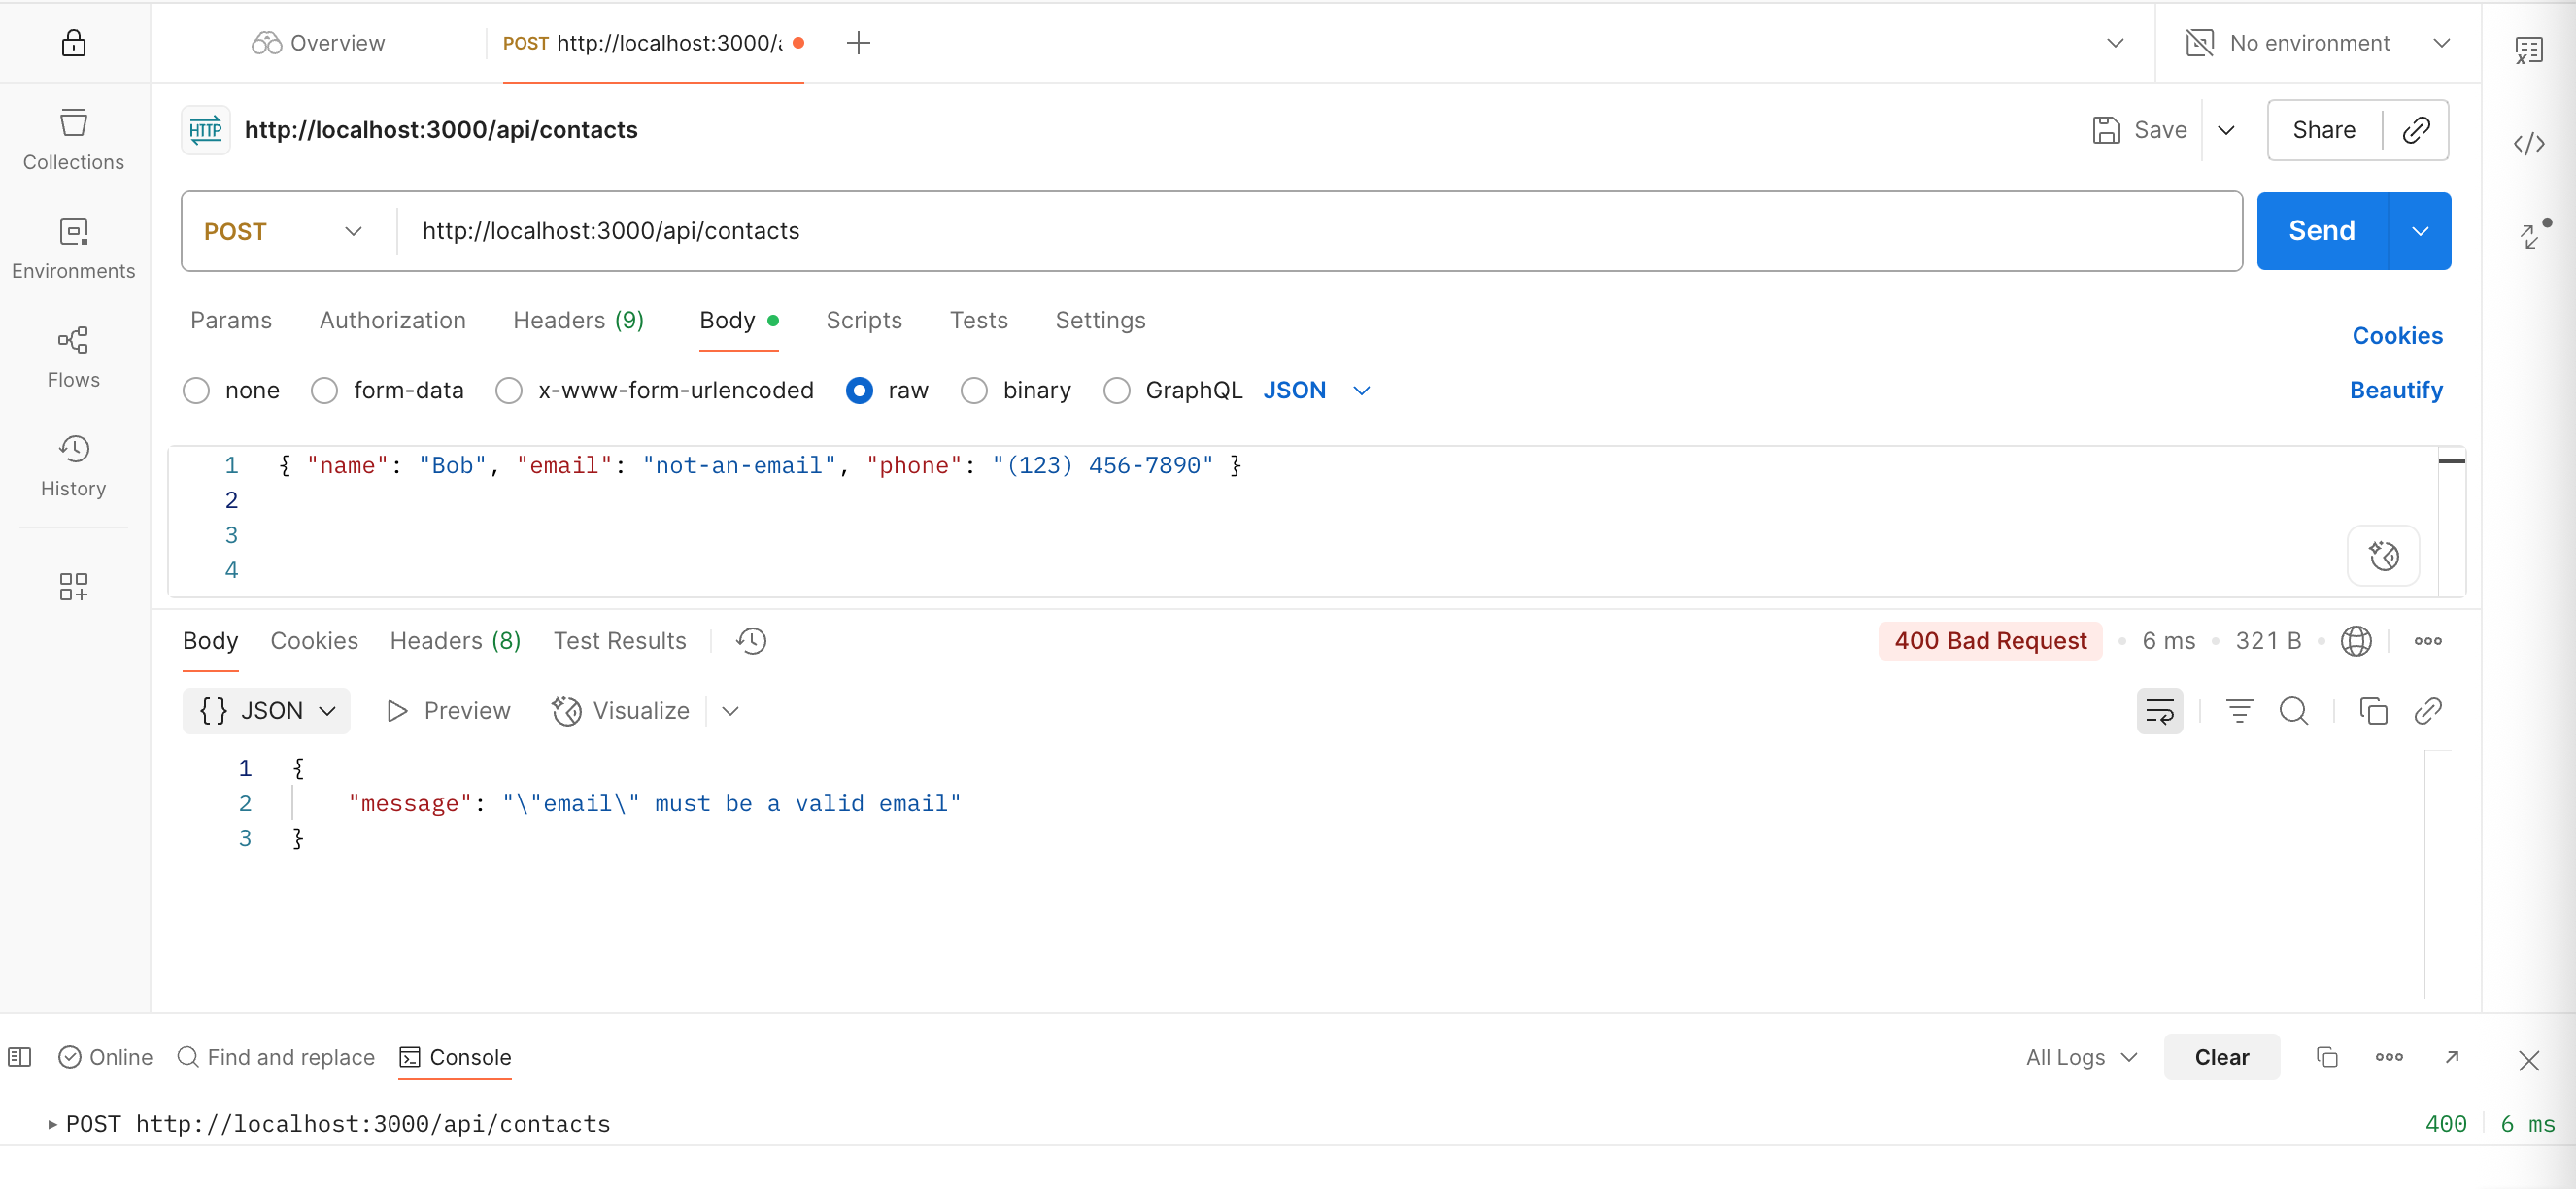 Overview
POST http://localhost:3000/a
No environment
HTTP http://localhost:3000/api/contacts
Save
Share
Collections
Environments
Flows
History
POST http://localhost:3000/api/contacts
Send
Params Authorization Headers (9) Body Scripts Tests Settings
Cookies
none form-data x-www-form-urlencoded raw binary GraphQL JSON
Beautify
1 { "name": "Bob", "email": "not-an-email", "phone": "(123) 456-7890" }
2
3
4
Body Cookies Headers (8) Test Results
400 Bad Request 6 ms 321 B
{} JSON Preview Visualize
1 {
2 "message": "\"email\" must be a valid email"
3 }
Online Find and replace Console
All Logs Clear
POST http://localhost:3000/api/contacts
400 6 ms